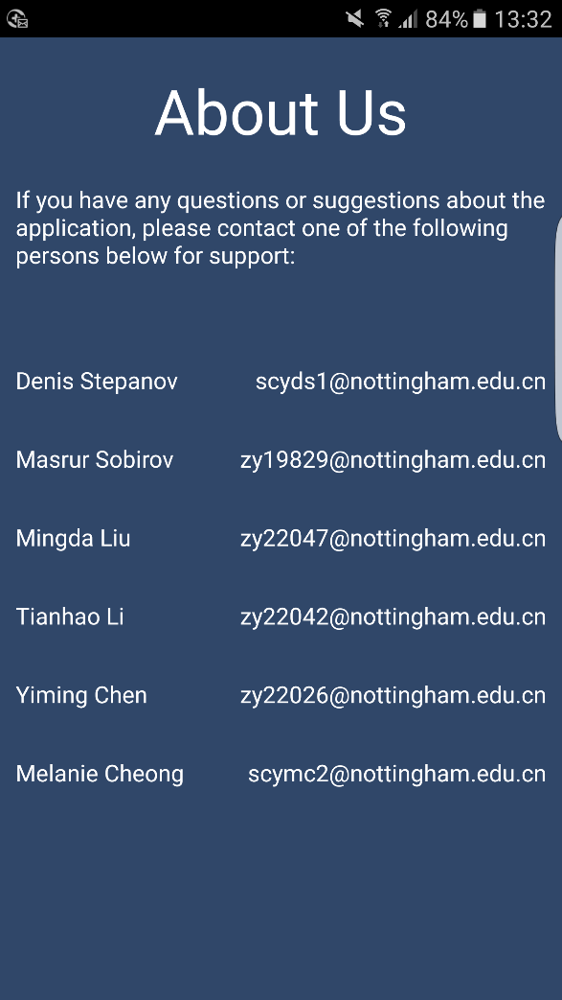 84% 13:32
About Us
If you have any questions or suggestions about the
application, please contact one of the following
persons below for support:
Denis Stepanov scyds1@nottingham.edu.cn
Masrur Sobirov zy19829@nottingham.edu.cn
Mingda Liu zy22047@nottingham.edu.cn
Tianhao Li zy22042@nottingham.edu.cn
Yiming Chen zy22026@nottingham.edu.cn
Melanie Cheong scymc2@nottingham.edu.cn